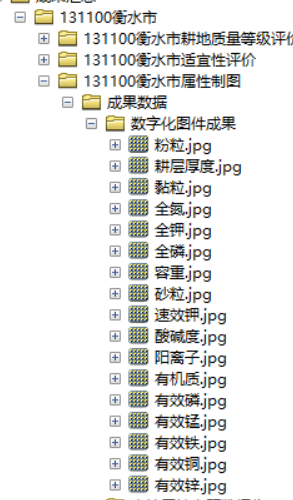 131100衡水市
131100衡水市耕地质量等级评价
131100衡水市适宜性评价
131100衡水市属性制图
成果数据
数字化图件成果
粉粒.jpg
耕层厚度.jpg
黏粒.jpg
全氮.jpg
全钾.jpg
全磷.jpg
容重.jpg
砂粒.jpg
速效钾.jpg
酸碱度.jpg
阳离子.jpg
有机质.jpg
有效磷.jpg
有效锰.jpg
有效铁.jpg
有效铜.jpg
有效锌.jpg